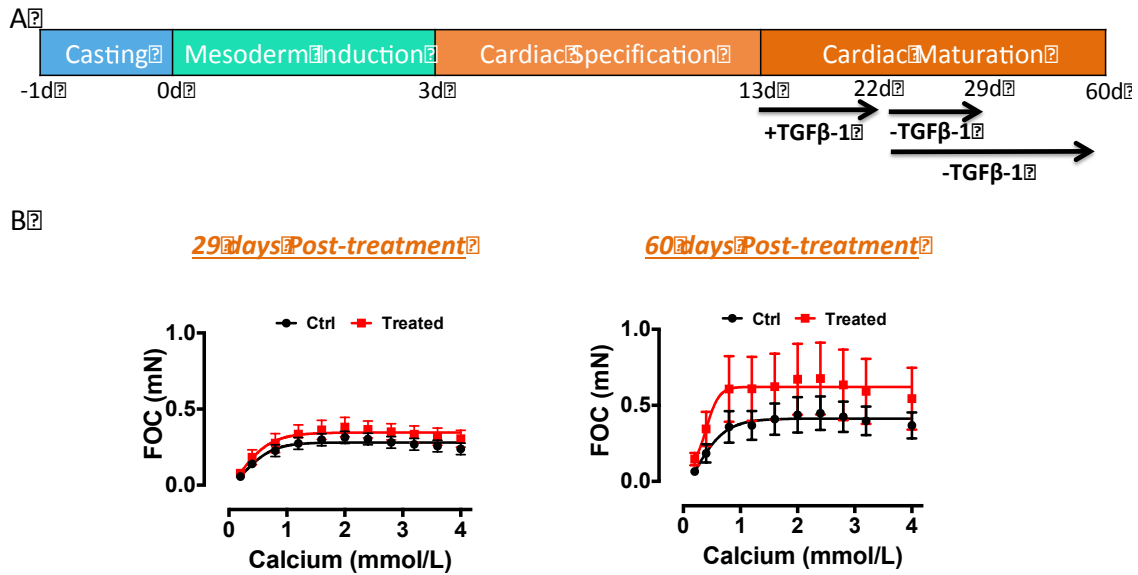 A⍰
Casting⍰ Mesoderm⍰Induction⍰ Cardiac⍰Specification⍰ Cardiac⍰Maturation⍰
-1d⍰ 0d⍰ 3d⍰ 13d⍰ 22d⍰ 29d⍰ 60d⍰
+TGFβ-1⍰ -TGFβ-1⍰
-TGFβ-1⍰
B⍰
29⍰days⍰Post-treatment⍰ 60⍰days⍰Post-treatment⍰
Ctrl Treated
1.0
0.5
0.0
FOC (mN)
0 1 2 3 4
Calcium (mmol/L)
Ctrl Treated
1.0
0.5
0.0
FOC (mN)
0 1 2 3 4
Calcium (mmol/L)